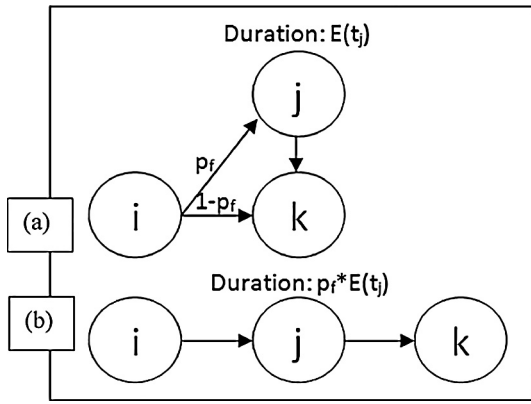 Duration: E(tj)
j
pf
1-pf
(a)
i
k
Duration: pf*E(tj)
(b)
i
j
k